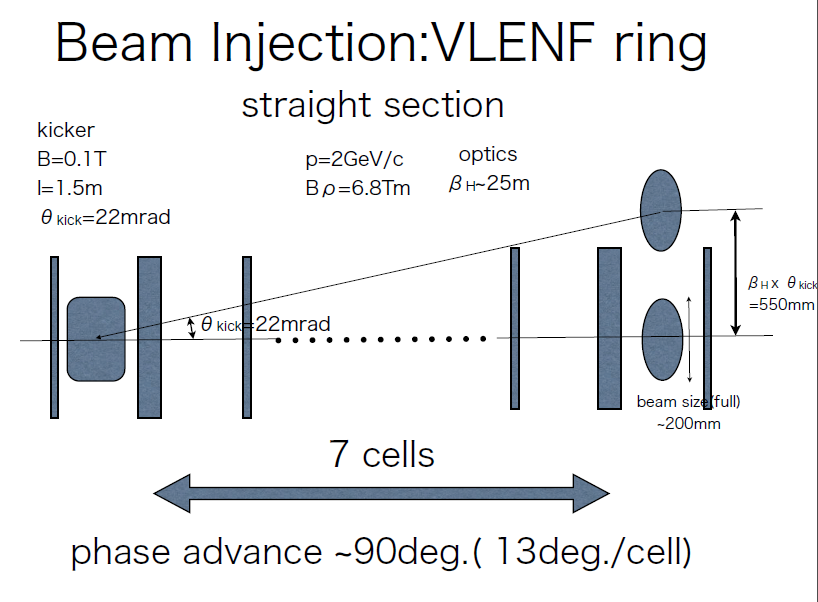 Beam Injection:VLENF ring
straight section
kicker
B=0.1T
l=1.5m
θ kick=22mrad
p=2GeV/c
Bρ=6.8Tm
optics
βH~25m
θ kick=22mrad
βH x θ kick
=550mm
beam size(full)
~200mm
7 cells
phase advance ~90deg.( 13deg./cell)